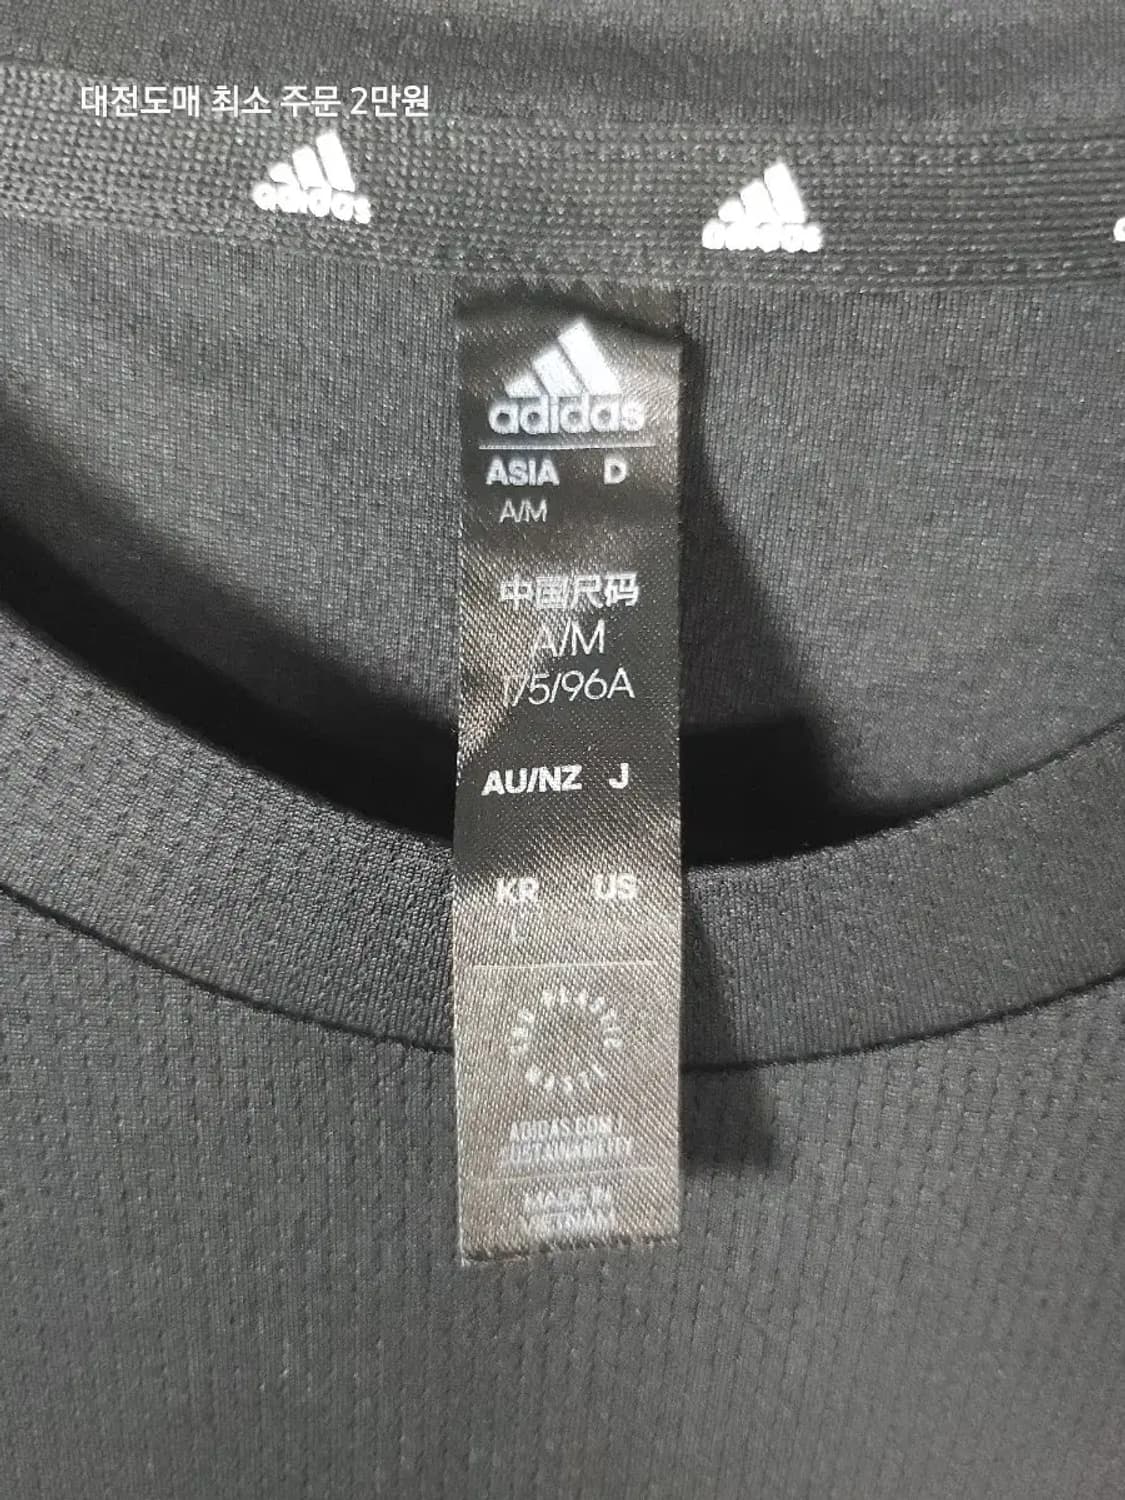 대전도매 최소 주문 2만원
adidas
adidas
adidas
ASIA D
A/M
中国尺码
A/M
/5/96A
AU/NZ J
KR US
ADIDAS.COM
SUSTAINABILITY
MADE IN
VIETNAM